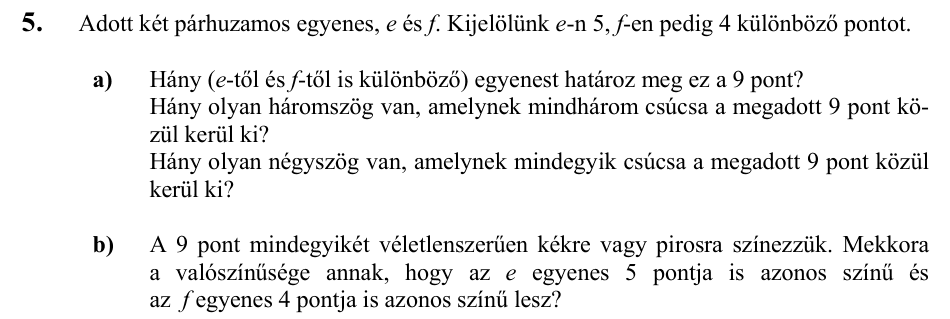 5. Adott két párhuzamos egyenes, e és f. Kijelölünk e-n 5, f-en pedig 4 különböző pontot.
a) Hány (e-től és f-től is különböző) egyenest határoz meg ez a 9 pont?
Hány olyan háromszög van, amelynek mindhárom csúcsa a megadott 9 pont kö-
zül kerül ki?
Hány olyan négyszög van, amelynek mindegyik csúcsa a megadott 9 pont közül
kerül ki?
b) A 9 pont mindegyikét véletlenszerűen kékre vagy pirosra színezzük. Mekkora
a valószínűsége annak, hogy az e egyenes 5 pontja is azonos színű és
az f egyenes 4 pontja is azonos színű lesz?